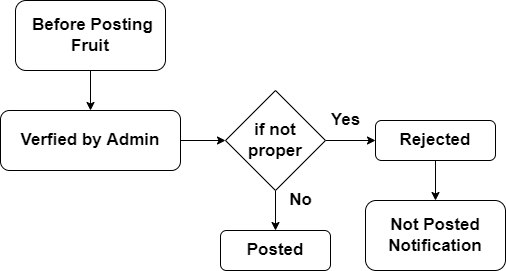 Before Posting
Fruit
Verfied by Admin
if not
proper
Yes
Rejected
No
Posted
Not Posted
Notification